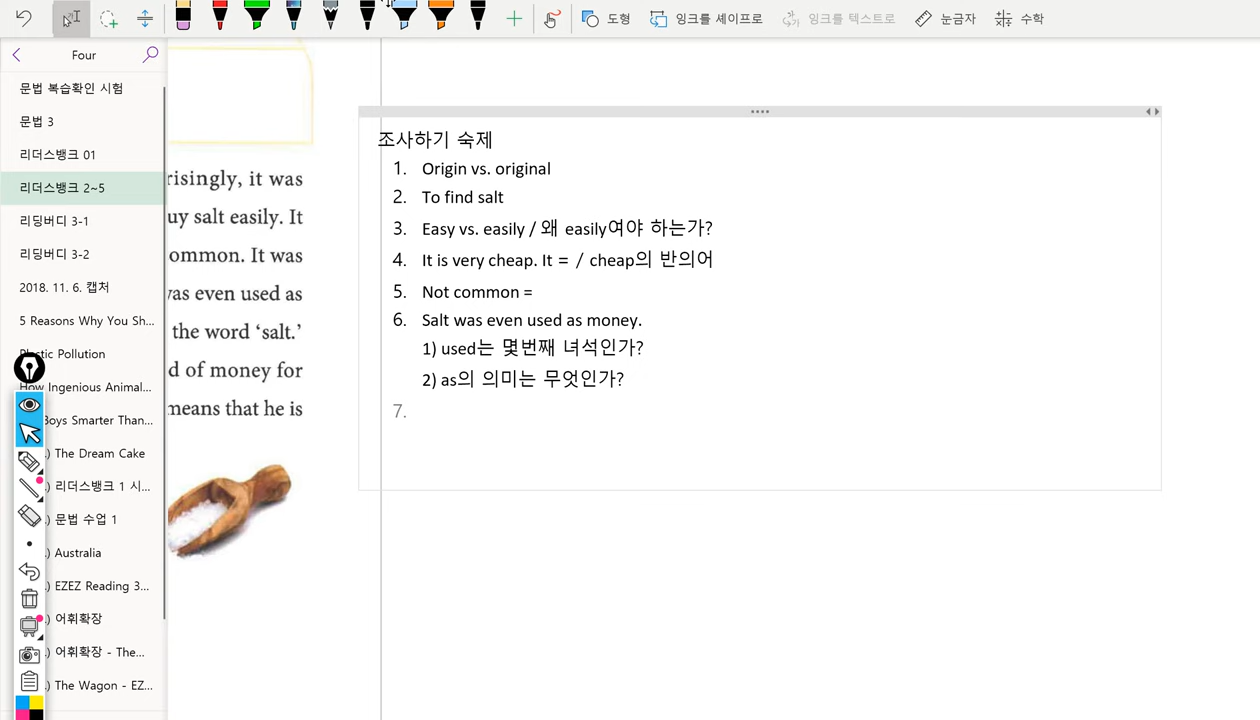 도형
잉크를 셰이프로
잉크를 텍스트로
눈금자
수학
Four
문법 복습확인 시험
문법 3
리더스뱅크 01
리더스뱅크 2~5
리딩버디 3-1
리딩버디 3-2
2018. 11. 6. 캡처
5 Reasons Why You Sh...
Plastic Pollution
How Ingenious Animal...
Boys Smarter Than...
.) The Dream Cake
.) 리더스뱅크 1 시...
.) 문법 수업 1
.) Australia
.) EZEZ Reading 3...
.) 어휘확장
.) 어휘확장 - The...
.) The Wagon - EZ...
risingly, it was
uy salt easily. It
ommon. It was
vas even used as
the word ‘salt.’
d of money for
means that he is
조사하기 숙제
1. Origin vs. original
2. To find salt
3. Easy vs. easily / 왜 easily여야 하는가?
4. It is very cheap. It = / cheap의 반의어
5. Not common =
6. Salt was even used as money.
1) used는 몇번째 녀석인가?
2) as의 의미는 무엇인가?
7.